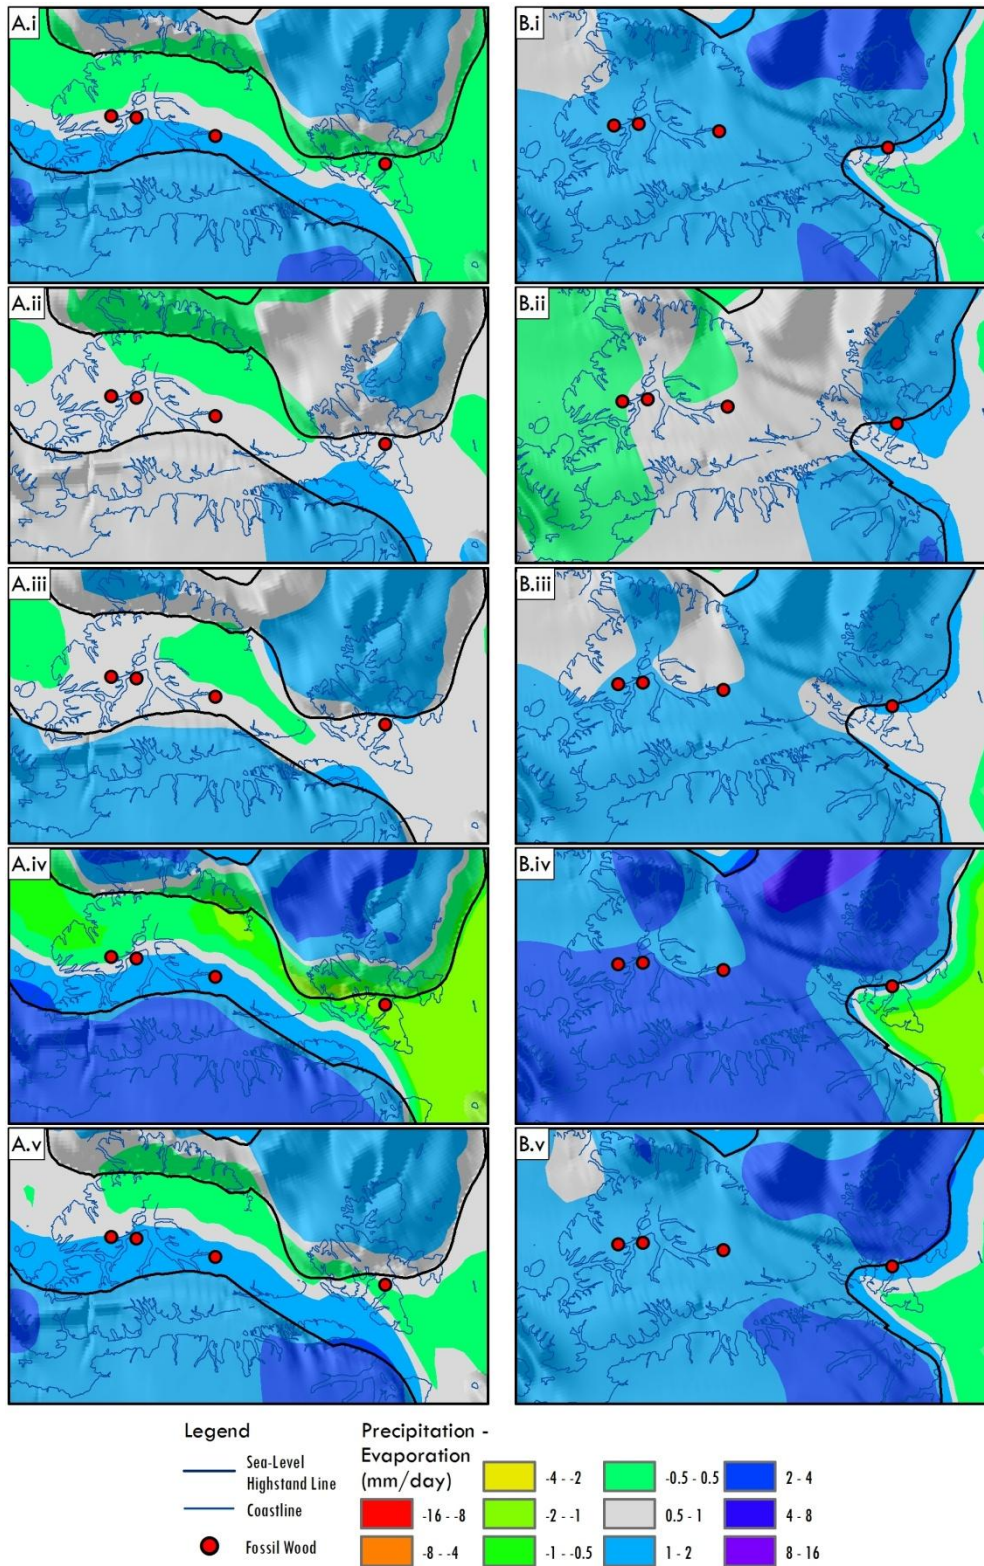 A.i
B.i
A.ii
B.ii
A.iii
B.iii
A.iv
B.iv
A.v
B.v
Legend
Sea-Level
Highstand Line
Coastline
Fossil Wood
Precipitation -
Evaporation
(mm/day)
-16 - -8
-8 - -4
-4 - -2
-2 - -1
-1 - -0.5
-0.5 - 0.5
0.5 - 1
1 - 2
2 - 4
4 - 8
8 - 16